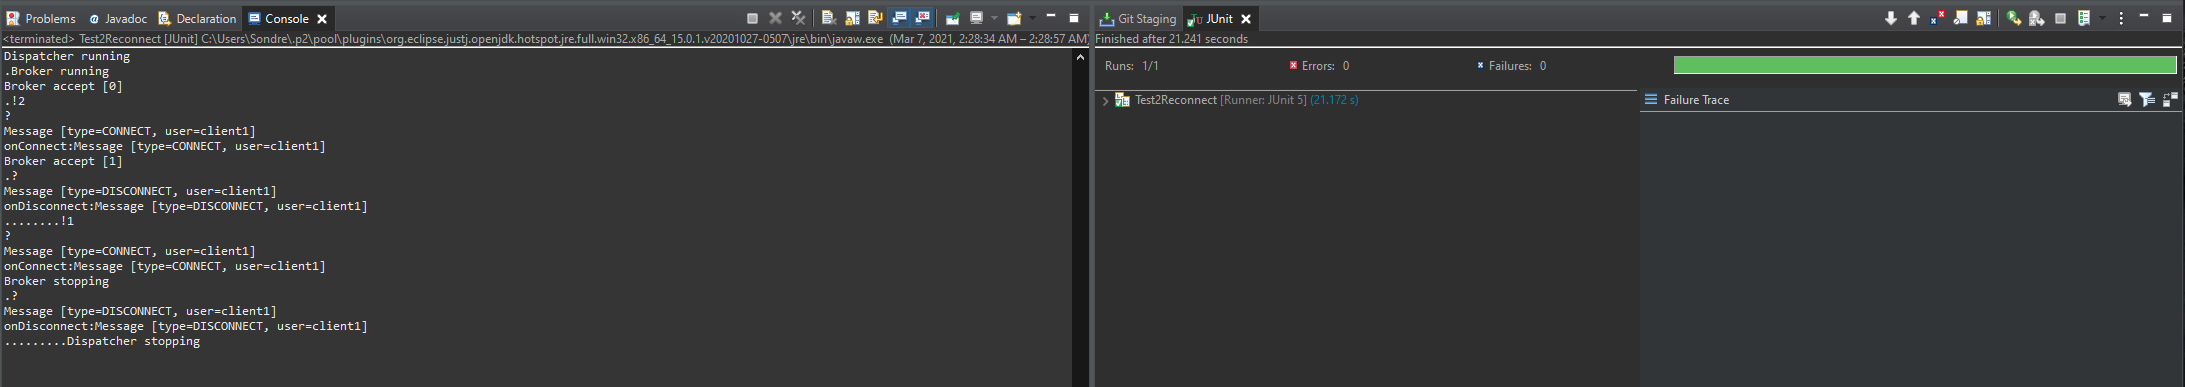 Problems Javadoc Declaration Console
<terminated> Test2Reconnect [JUnit] C:\Users\Sondre\.p2\pool\plugins\org.eclipse.justj.openjdk.hotspot.jre.full.win32.x86_64_15.0.1.v20201027-0507\jre\bin\javaw.exe (Mar 7, 2021, 2:28:34 AM – 2:28:57 AM)
Dispatcher running
.Broker running
Broker accept [0]
.!2
?
Message [type=CONNECT, user=client1]
onConnect:Message [type=CONNECT, user=client1]
Broker accept [1]
.?
Message [type=DISCONNECT, user=client1]
onDisconnect:Message [type=DISCONNECT, user=client1]
........!1
?
Message [type=CONNECT, user=client1]
onConnect:Message [type=CONNECT, user=client1]
Broker stopping
.?
Message [type=DISCONNECT, user=client1]
onDisconnect:Message [type=DISCONNECT, user=client1]
.........Dispatcher stopping
Git Staging JUnit
Finished after 21.241 seconds
Runs: 1/1 Errors: 0 Failures: 0
Test2Reconnect [Runner: JUnit 5] (21.172 s)
Failure Trace